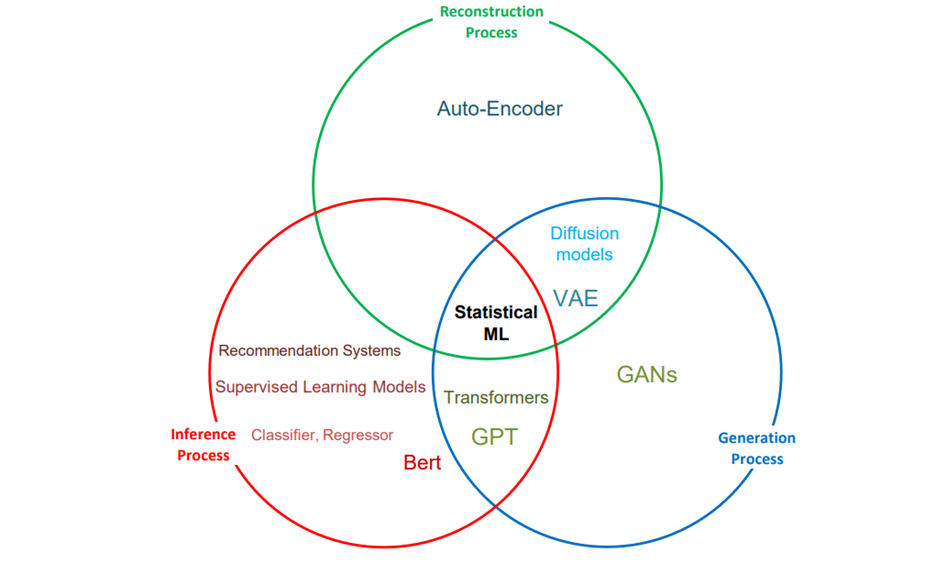 Reconstruction
Process
Auto-Encoder
Diffusion
models
VAE
Statistical
ML
Recommendation Systems
GANs
Supervised Learning Models
Transformers
Inference
Process
Classifier, Regressor
GPT
Generation
Process
Bert